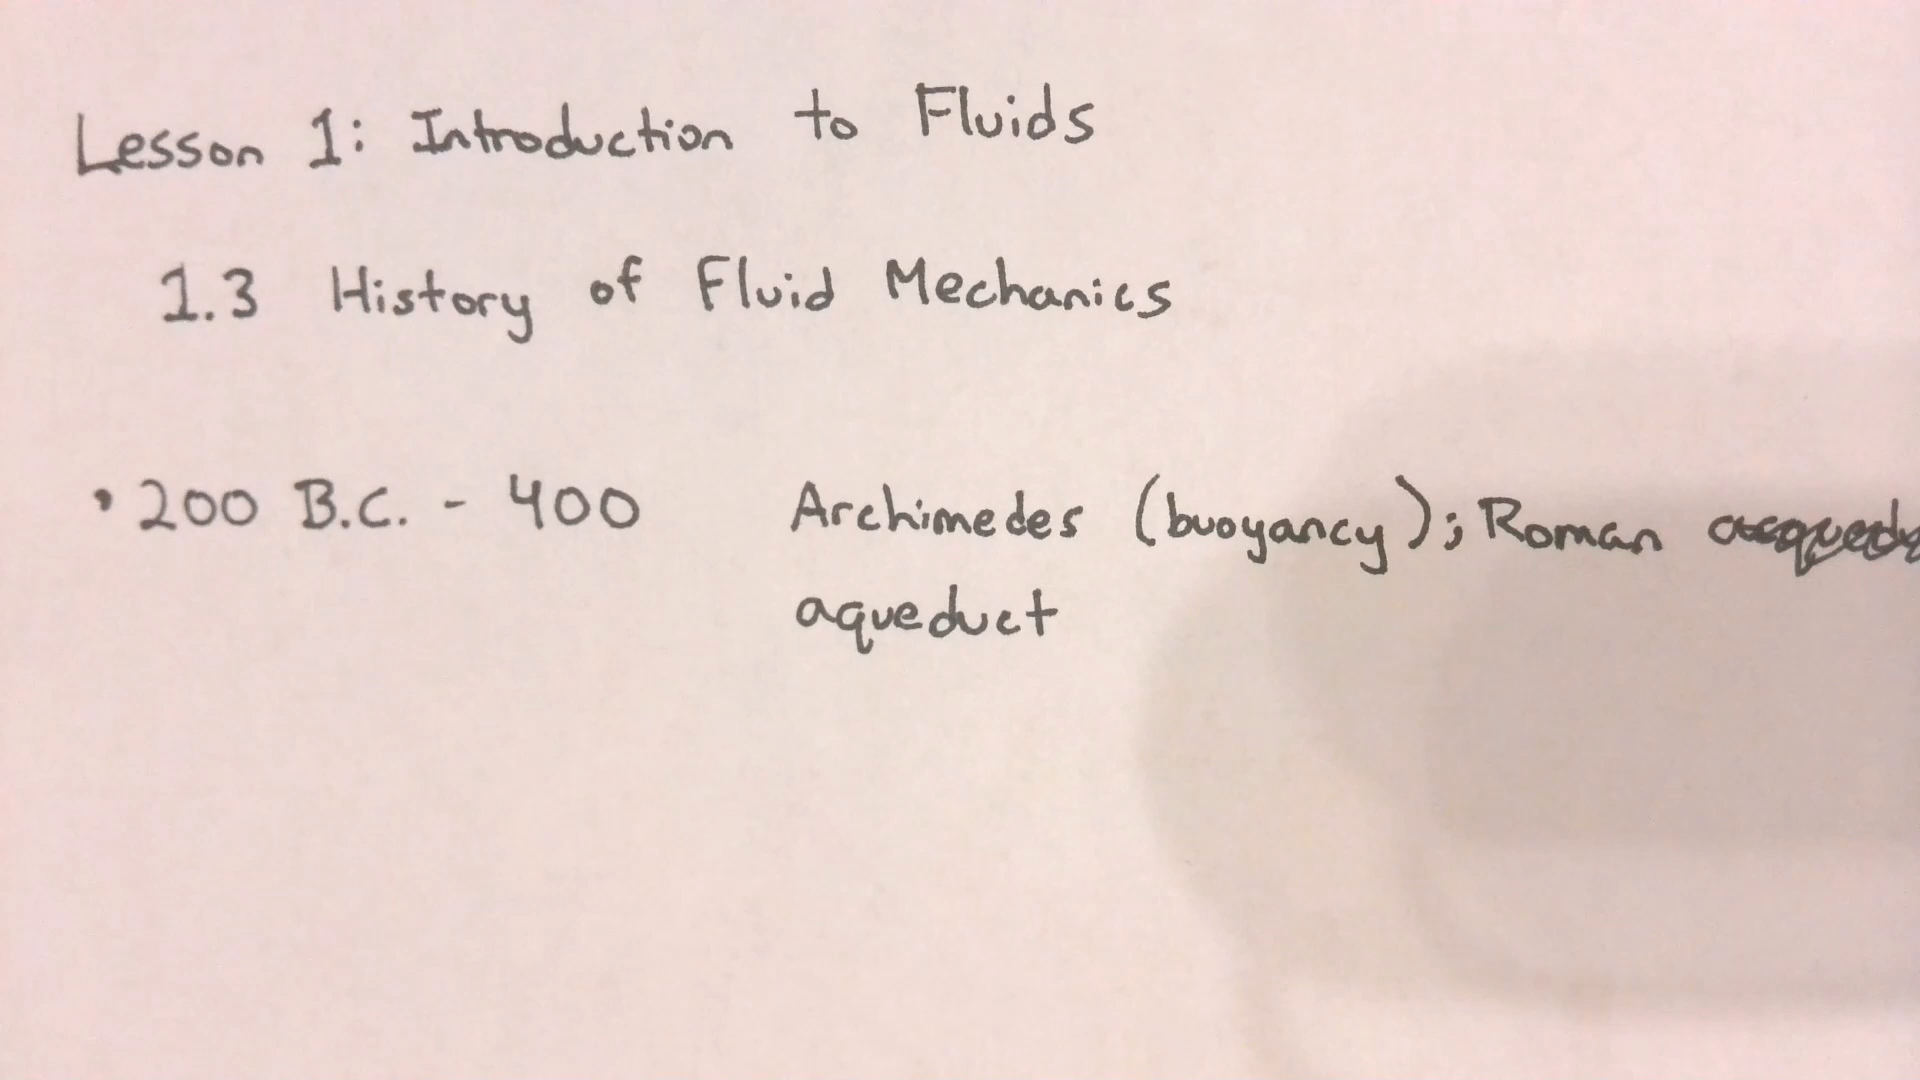 Lesson 1: Introduction to Fluids
1.3 History of Fluid Mechanics
• 200 B.C. - 400 Archimedes (buoyancy); Roman
aqueduct